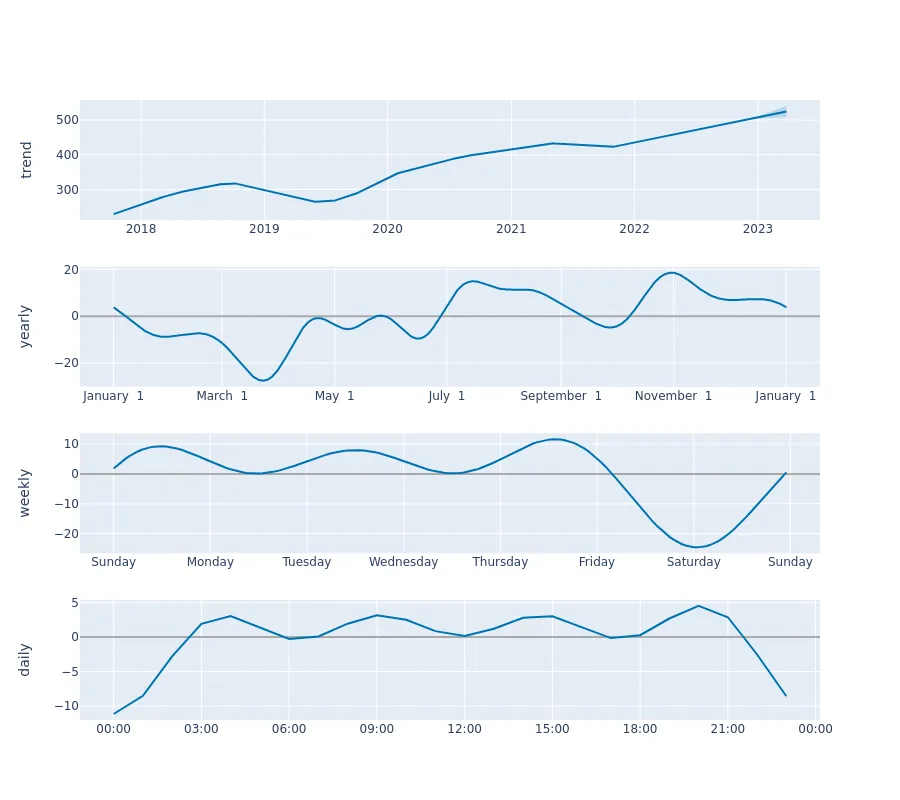 trend
500
400
300
2018 2019 2020 2021 2022 2023
yearly
20
0
−20
January 1 March 1 May 1 July 1 September 1 November 1 January 1
weekly
10
0
−10
−20
Sunday Monday Tuesday Wednesday Thursday Friday Saturday Sunday
daily
5
0
−5
−10
00:00 03:00 06:00 09:00 12:00 15:00 18:00 21:00 00:00